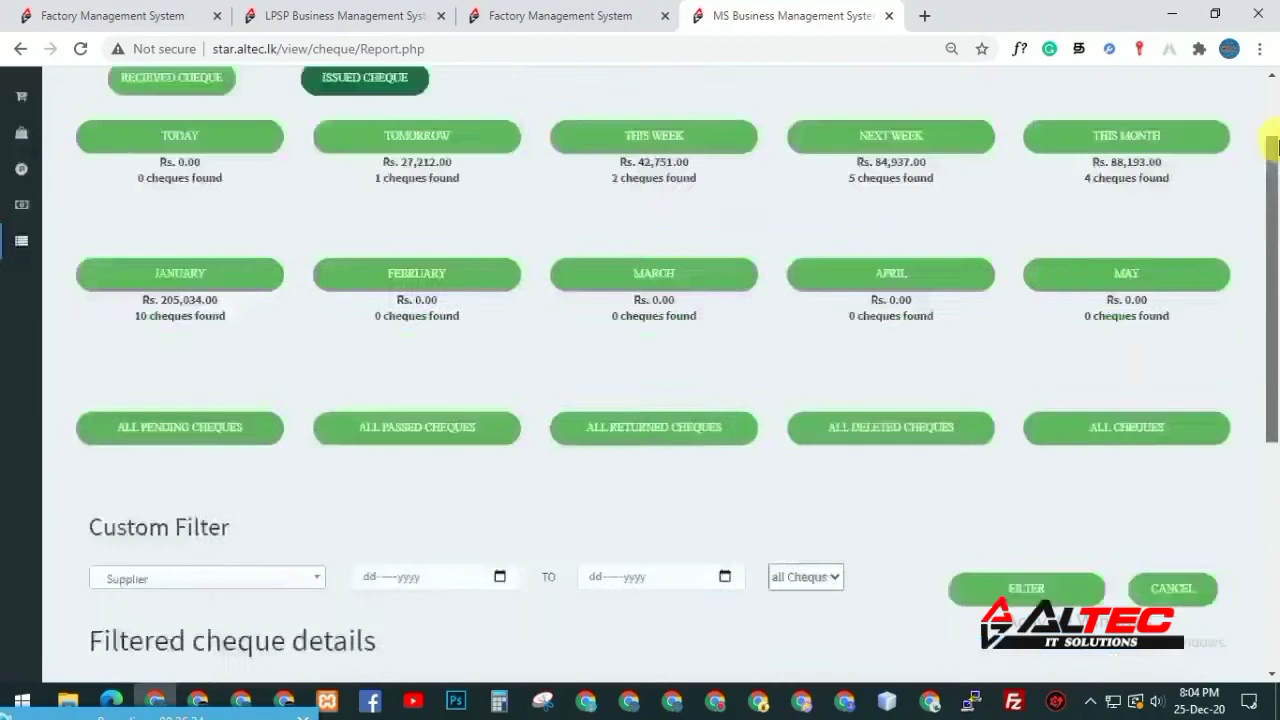 Factory Management System
LPSP Business Management Syst
Factory Management System
MS Business Management Syste
Not secure
star.altec.lk/view/cheque/Report.php
RECIEVED CHEQUE
ISSUED CHEQUE
TODAY
TOMORROW
THIS WEEK
NEXT WEEK
THIS MONTH
Rs. 0.00
Rs. 27,212.00
Rs. 42,751.00
Rs. 84,937.00
Rs. 88,193.00
0 cheques found
1 cheques found
2 cheques found
5 cheques found
4 cheques found
JANUARY
FEBRUARY
MARCH
APRIL
MAY
Rs. 205,034.00
Rs. 0.00
Rs. 0.00
Rs. 0.00
Rs. 0.00
10 cheques found
0 cheques found
0 cheques found
0 cheques found
0 cheques found
ALL PENDING CHEQUES
ALL PASSED CHEQUES
ALL RETURNED CHEQUES
ALL DELETED CHEQUES
ALL CHEQUES
Custom Filter
Supplier
dd-----yyyy
TO
dd-----yyyy
all Cheques
FILTER
CANCEL
Filtered cheque details
ALTEC
IT SOLUTIONS
8:04 PM
25-Dec-20